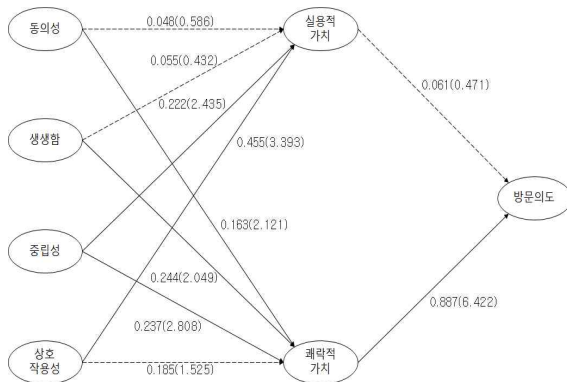 동의성
실용적
가치
0.048(0.586)
0.055(0.432)
0.222(2.435)
0.061(0.471)
생생함
0.455(3.393)
방문의도
0.163(2.121)
중립성
0.244(2.049)
0.237(2.808)
0.887(6.422)
상호
작용성
0.185(1.525)
쾌락적
가치